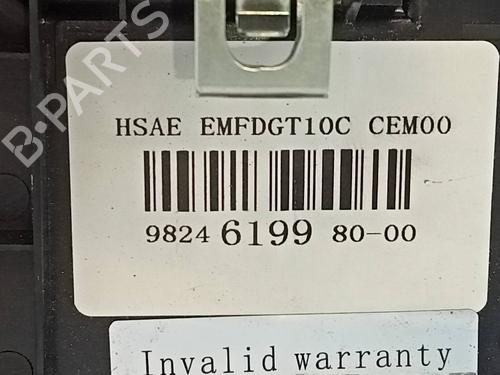 B-PARTS
HSAE EMFDGT10C CEM00
9824 6199 80-00
Invalid warranty